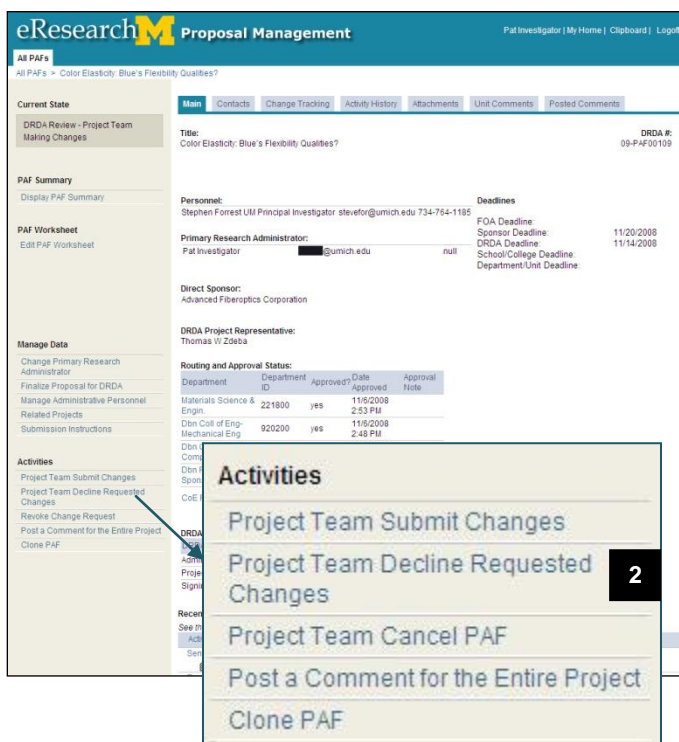 eResearch M Proposal Management
Pat Investigator | My Home | Clipboard | Logoff
All PAFs
All PAFs > Color Elasticity: Blue's Flexibility Qualities?
Current State
DRDA Review - Project Team
Making Changes
PAF Summary
Display PAF Summary
PAF Worksheet
Edit PAF Worksheet
Manage Data
Change Primary Research
Administrator
Finalize Proposal for DRDA
Manage Administrative Personnel
Related Projects
Submission Instructions
Activities
Project Team Submit Changes
Project Team Decline Requested
Changes
Revoke Change Request
Post a Comment for the Entire Project
Clone PAF
Main Contacts Change Tracking Activity History Attachments Unit Comments Posted Comments
Title: DRDA #:
Color Elasticity: Blue's Flexibility Qualities? 09-PAF00109
Personnel:
Stephen Forrest UM Principal Investigator stevefor@umich.edu 734-764-1185
Primary Research Administrator:
Pat Investigator @umich.edu null
Deadlines
FOA Deadline:
Sponsor Deadline: 11/20/2008
DRDA Deadline: 11/14/2008
School/College Deadline:
Department/Unit Deadline:
Direct Sponsor:
Advanced Fiberoptics Corporation
DRDA Project Representative:
Thomas W Zdeba
Routing and Approval Status:
Department Department ID Approved? Date Approved Approval Note
Materials Science & Engin. 221800 yes 11/6/2008 2:53 PM
Dbn Coll of Eng- Mechanical Eng 920200 yes 11/6/2008 2:48 PM
Dbn
Dbn
CoE
DRDA
Recen
Activities
Project Team Submit Changes
Project Team Decline Requested
Changes
2
Project Team Cancel PAF
Post a Comment for the Entire Project
Clone PAF